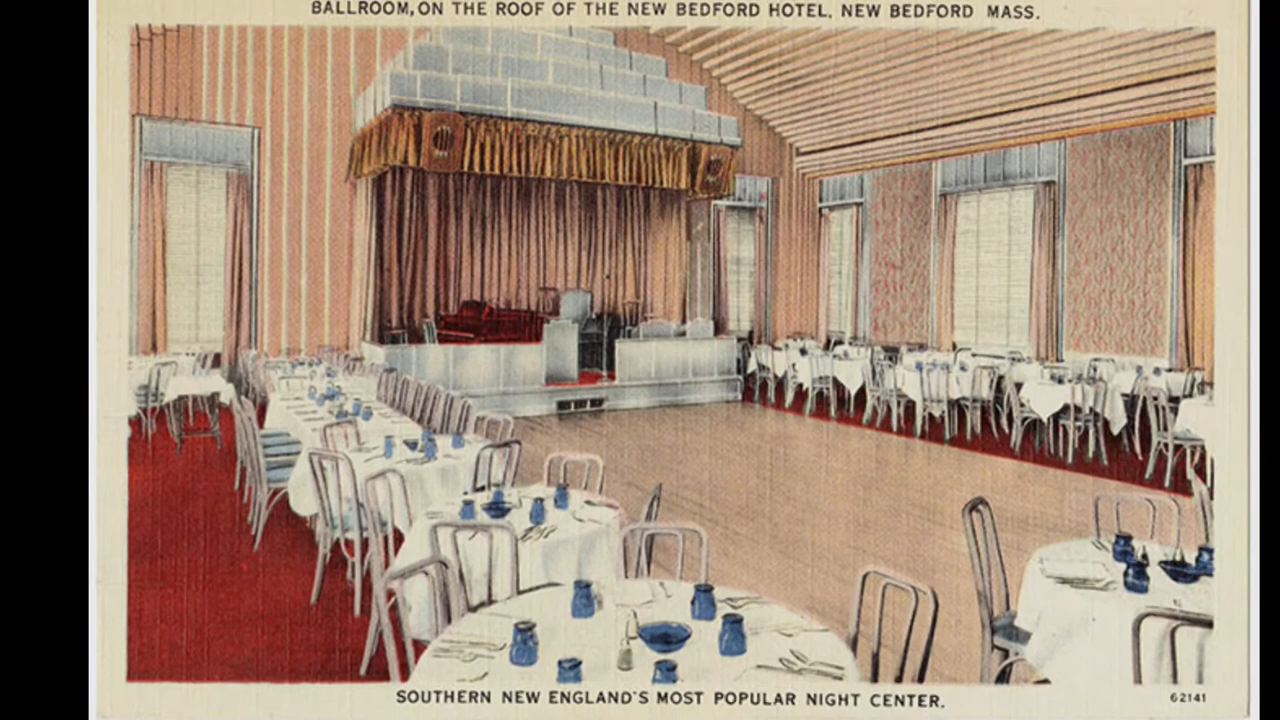 BALLROOM, ON THE ROOF OF THE NEW BEDFORD HOTEL, NEW BEDFORD MASS.
SOUTHERN NEW ENGLAND'S MOST POPULAR NIGHT CENTER.
62141